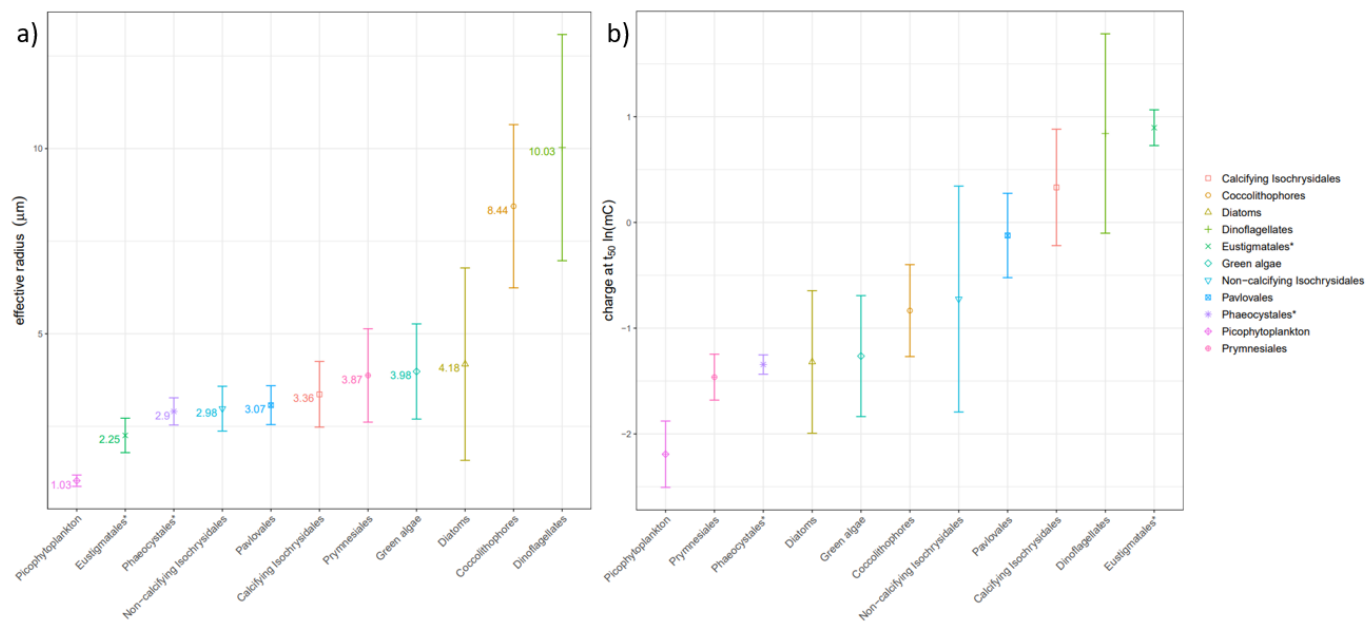 a)
effective radius (μm)
10
5
1.03
2.25
2.9
2.98
3.07
3.36
3.87
3.98
4.18
8.44
10.03
Picophytoplankton
Eustigmatales*
Phaeocystales*
Non-calcifying Isochrysidales
Pavlovales
Calcifying Isochrysidales
Prymnesiales
Green algae
Diatoms
Coccolithophores
Dinoflagellates
b)
charge at t50 ln(mC)
1
0
-1
-2
Picophytoplankton
Prymnesiales
Phaeocystales*
Diatoms
Green algae
Coccolithophores
Non-calcifying Isochrysidales
Pavlovales
Calcifying Isochrysidales
Dinoflagellates
Eustigmatales*
Calcifying Isochrysidales
Coccolithophores
Diatoms
Dinoflagellates
Eustigmatales*
Green algae
Non-calcifying Isochrysidales
Pavlovales
Phaeocystales*
Picophytoplankton
Prymnesiales